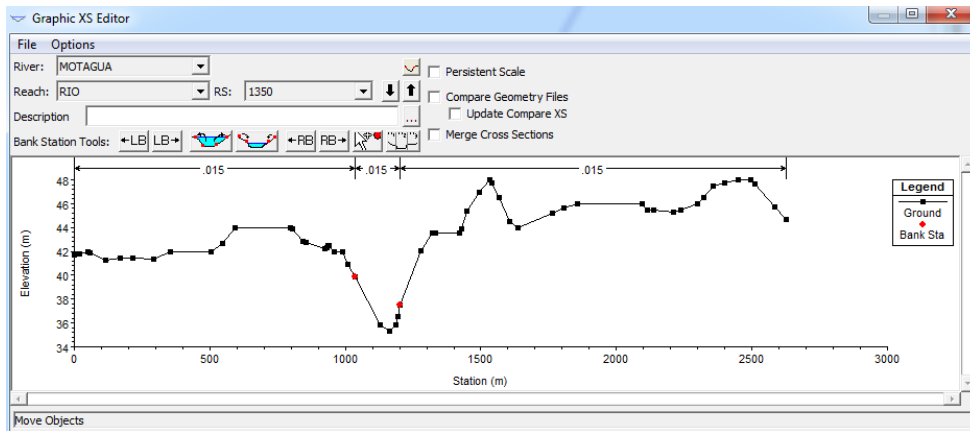 Graphic XS Editor
File Options
River: MOTAGUA
Persistent Scale
Reach: RIO RS: 1350
Compare Geometry Files
Update Compare XS
Description ...
Merge Cross Sections
Bank Station Tools: LB LB RB RB
.015 .015 .015
48
46
44
42
40
38
36
34
Elevation (m)
0 500 1000 1500 2000 2500 3000
Station (m)
Legend
Ground
Bank Sta
Move Objects